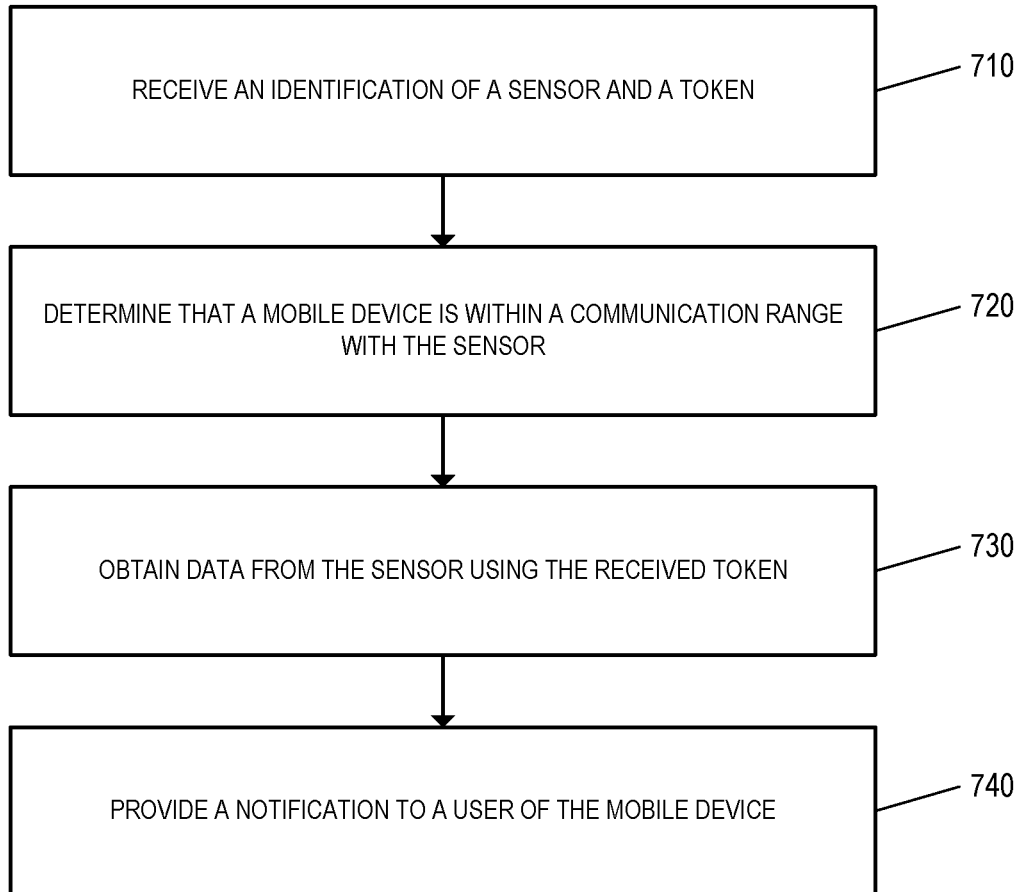 RECEIVE AN IDENTIFICATION OF A SENSOR AND A TOKEN
710
DETERMINE THAT A MOBILE DEVICE IS WITHIN A COMMUNICATION RANGE
WITH THE SENSOR
720
OBTAIN DATA FROM THE SENSOR USING THE RECEIVED TOKEN
730
PROVIDE A NOTIFICATION TO A USER OF THE MOBILE DEVICE
740